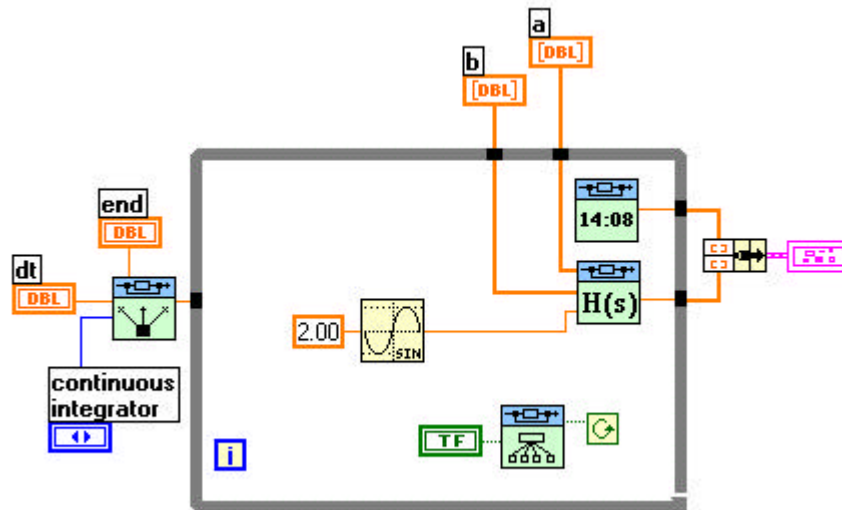 a
[DBL]
b
[DBL]
end
DBL
14:08
dt
DBL
H(s)
2.00
SIN
continuous
integrator
TF
i